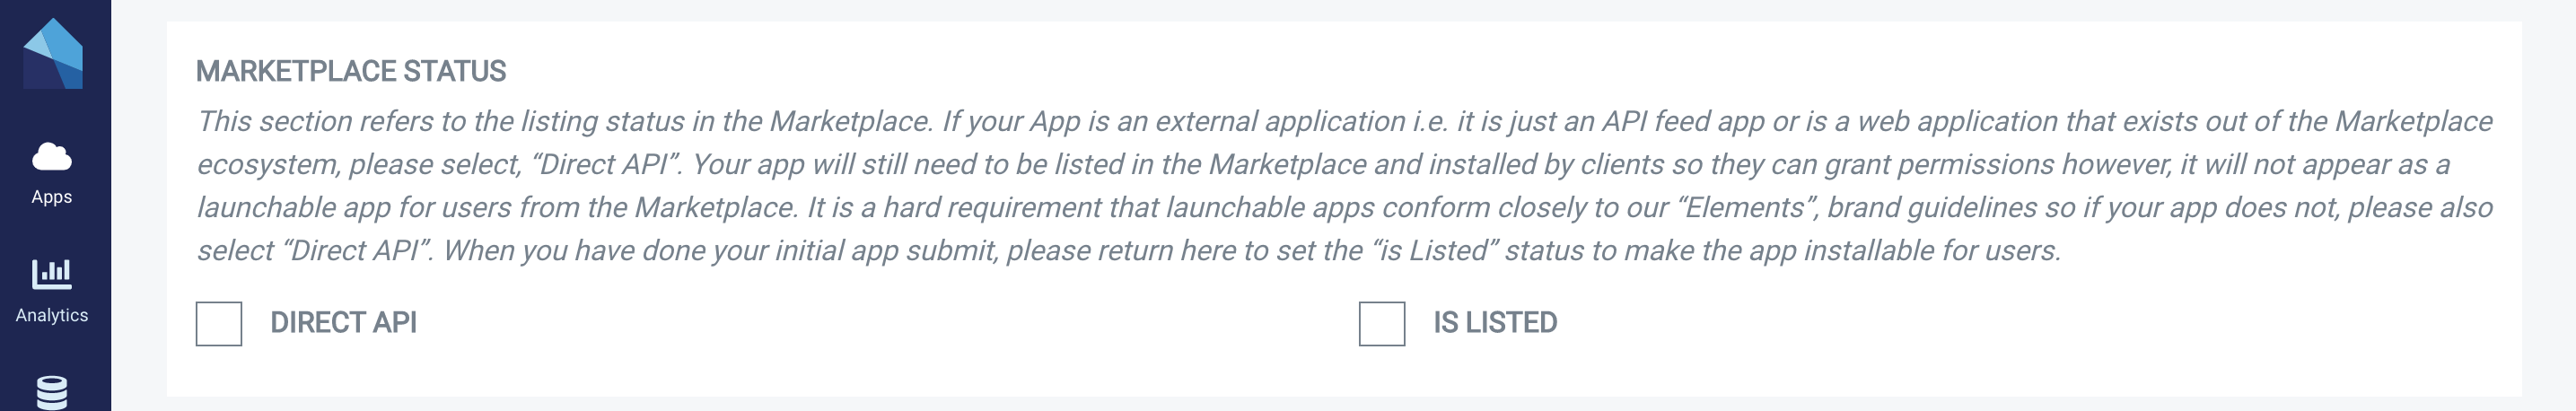 MARKETPLACE STATUS
This section refers to the listing status in the Marketplace. If your App is an external application i.e. it is just an API feed app or is a web application that exists out of the Marketplace
ecosystem, please select, “Direct API”. Your app will still need to be listed in the Marketplace and installed by clients so they can grant permissions however, it will not appear as a
launchable app for users from the Marketplace. It is a hard requirement that launchable apps conform closely to our “Elements”, brand guidelines so if your app does not, please also
select “Direct API”. When you have done your initial app submit, please return here to set the “is Listed” status to make the app installable for users.
DIRECT API
IS LISTED
Apps
Analytics